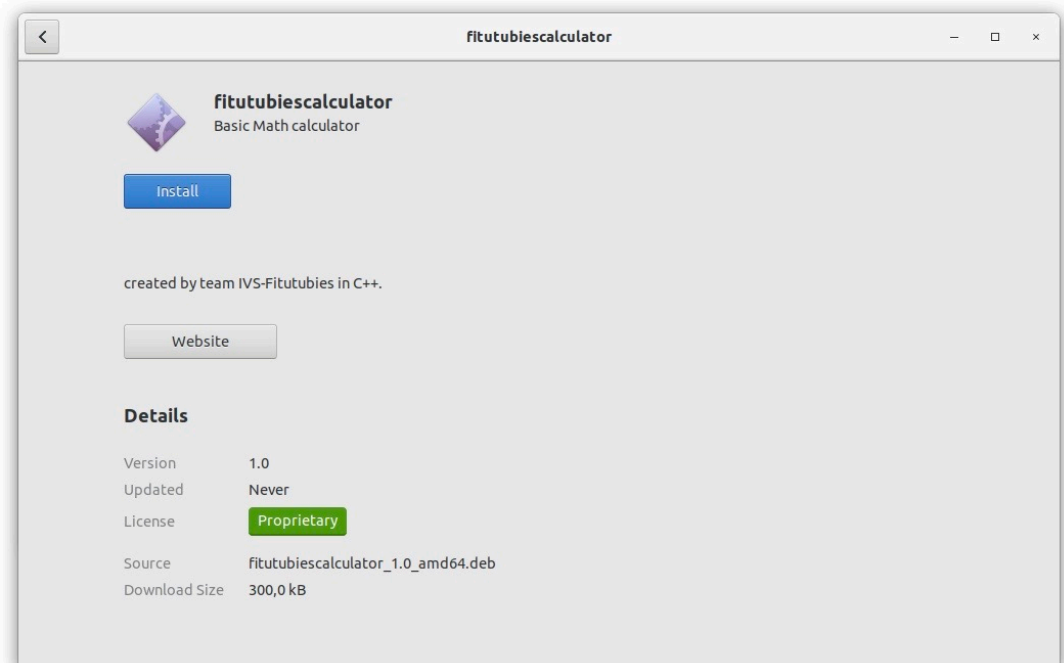 fitutubiescalculator
fitutubiescalculator
Basic Math calculator
Install
created by team IVS-Fitutubies in C++.
Website
Details
Version 1.0
Updated Never
License Proprietary
Source fitutubiescalculator_1.0_amd64.deb
Download Size 300,0 kB